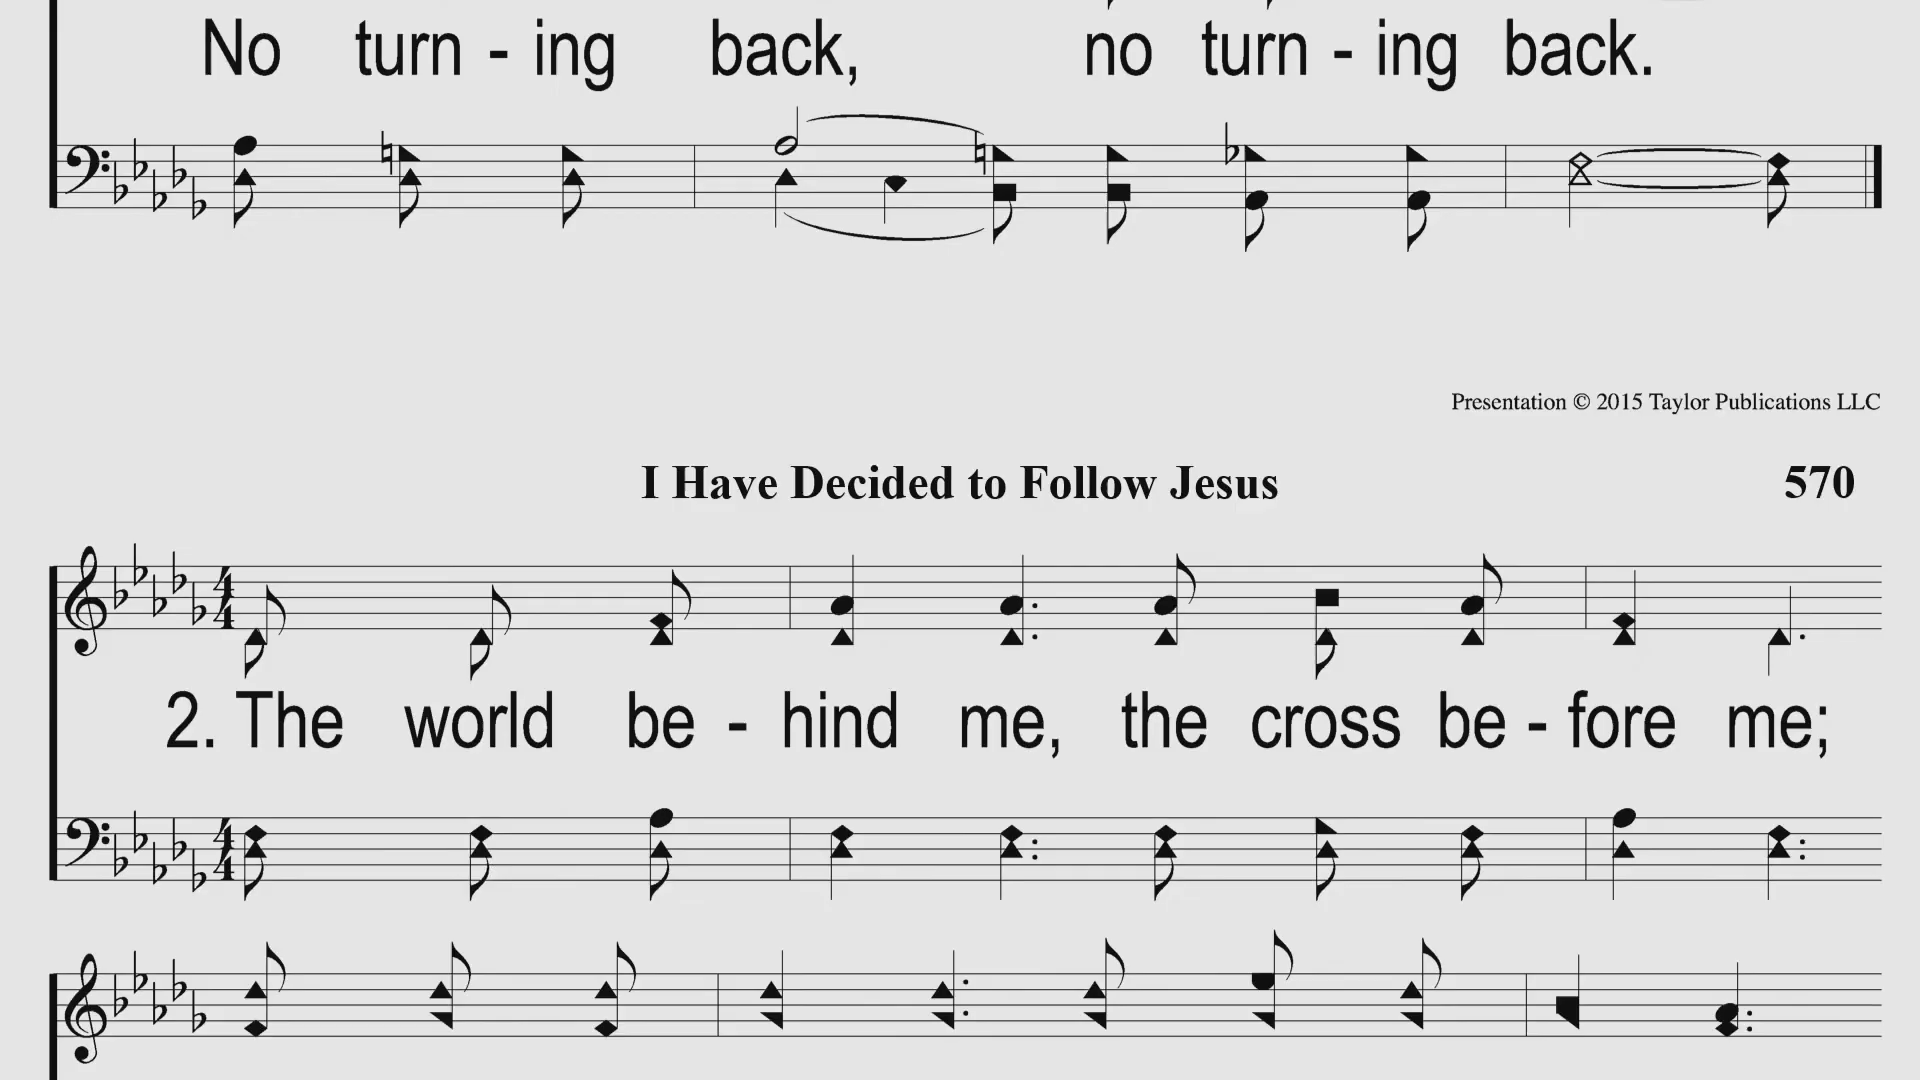 No turn - ing back, no turn - ing back.
Presentation © 2015 Taylor Publications LLC
I Have Decided to Follow Jesus 570
2. The world be - hind me, the cross be - fore me;